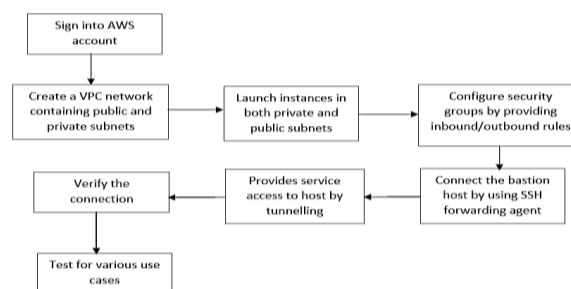 Sign into AWS
account
Create a VPC network
containing public and
private subnets
Launch instances in
both private and
public subnets
Configure security
groups by providing
inbound/outbound rules
Connect the bastion
host by using SSH
forwarding agent
Provides service
access to host by
tunnelling
Verify the
connection
Test for various use
cases